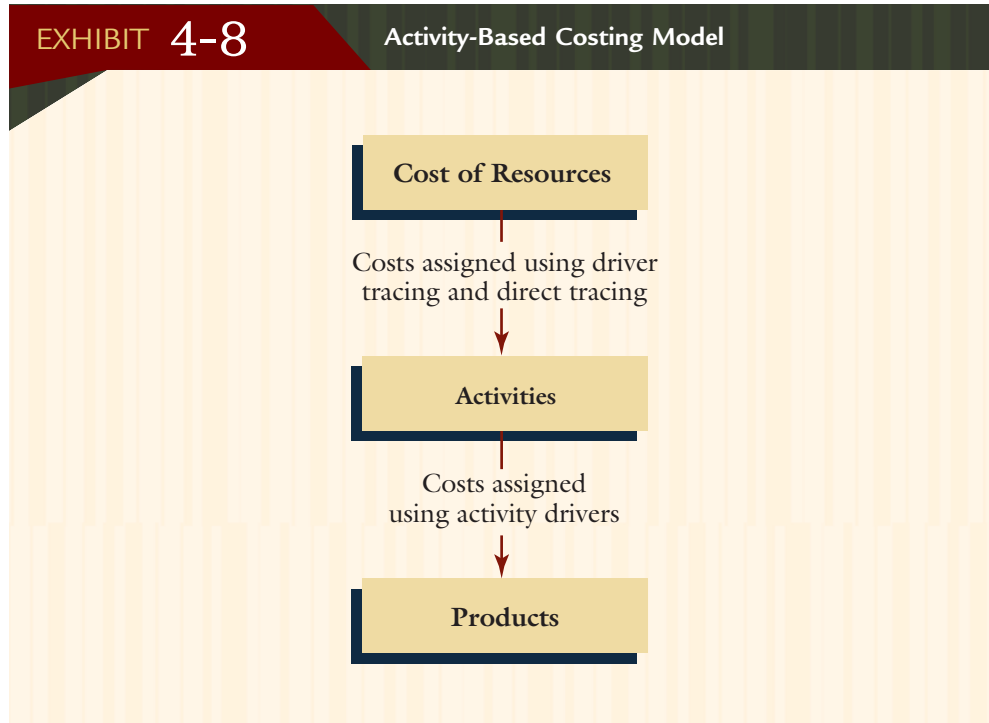 EXHIBIT 4-8
Activity-Based Costing Model
Cost of Resources
Costs assigned using driver
tracing and direct tracing
Activities
Costs assigned
using activity drivers
Products